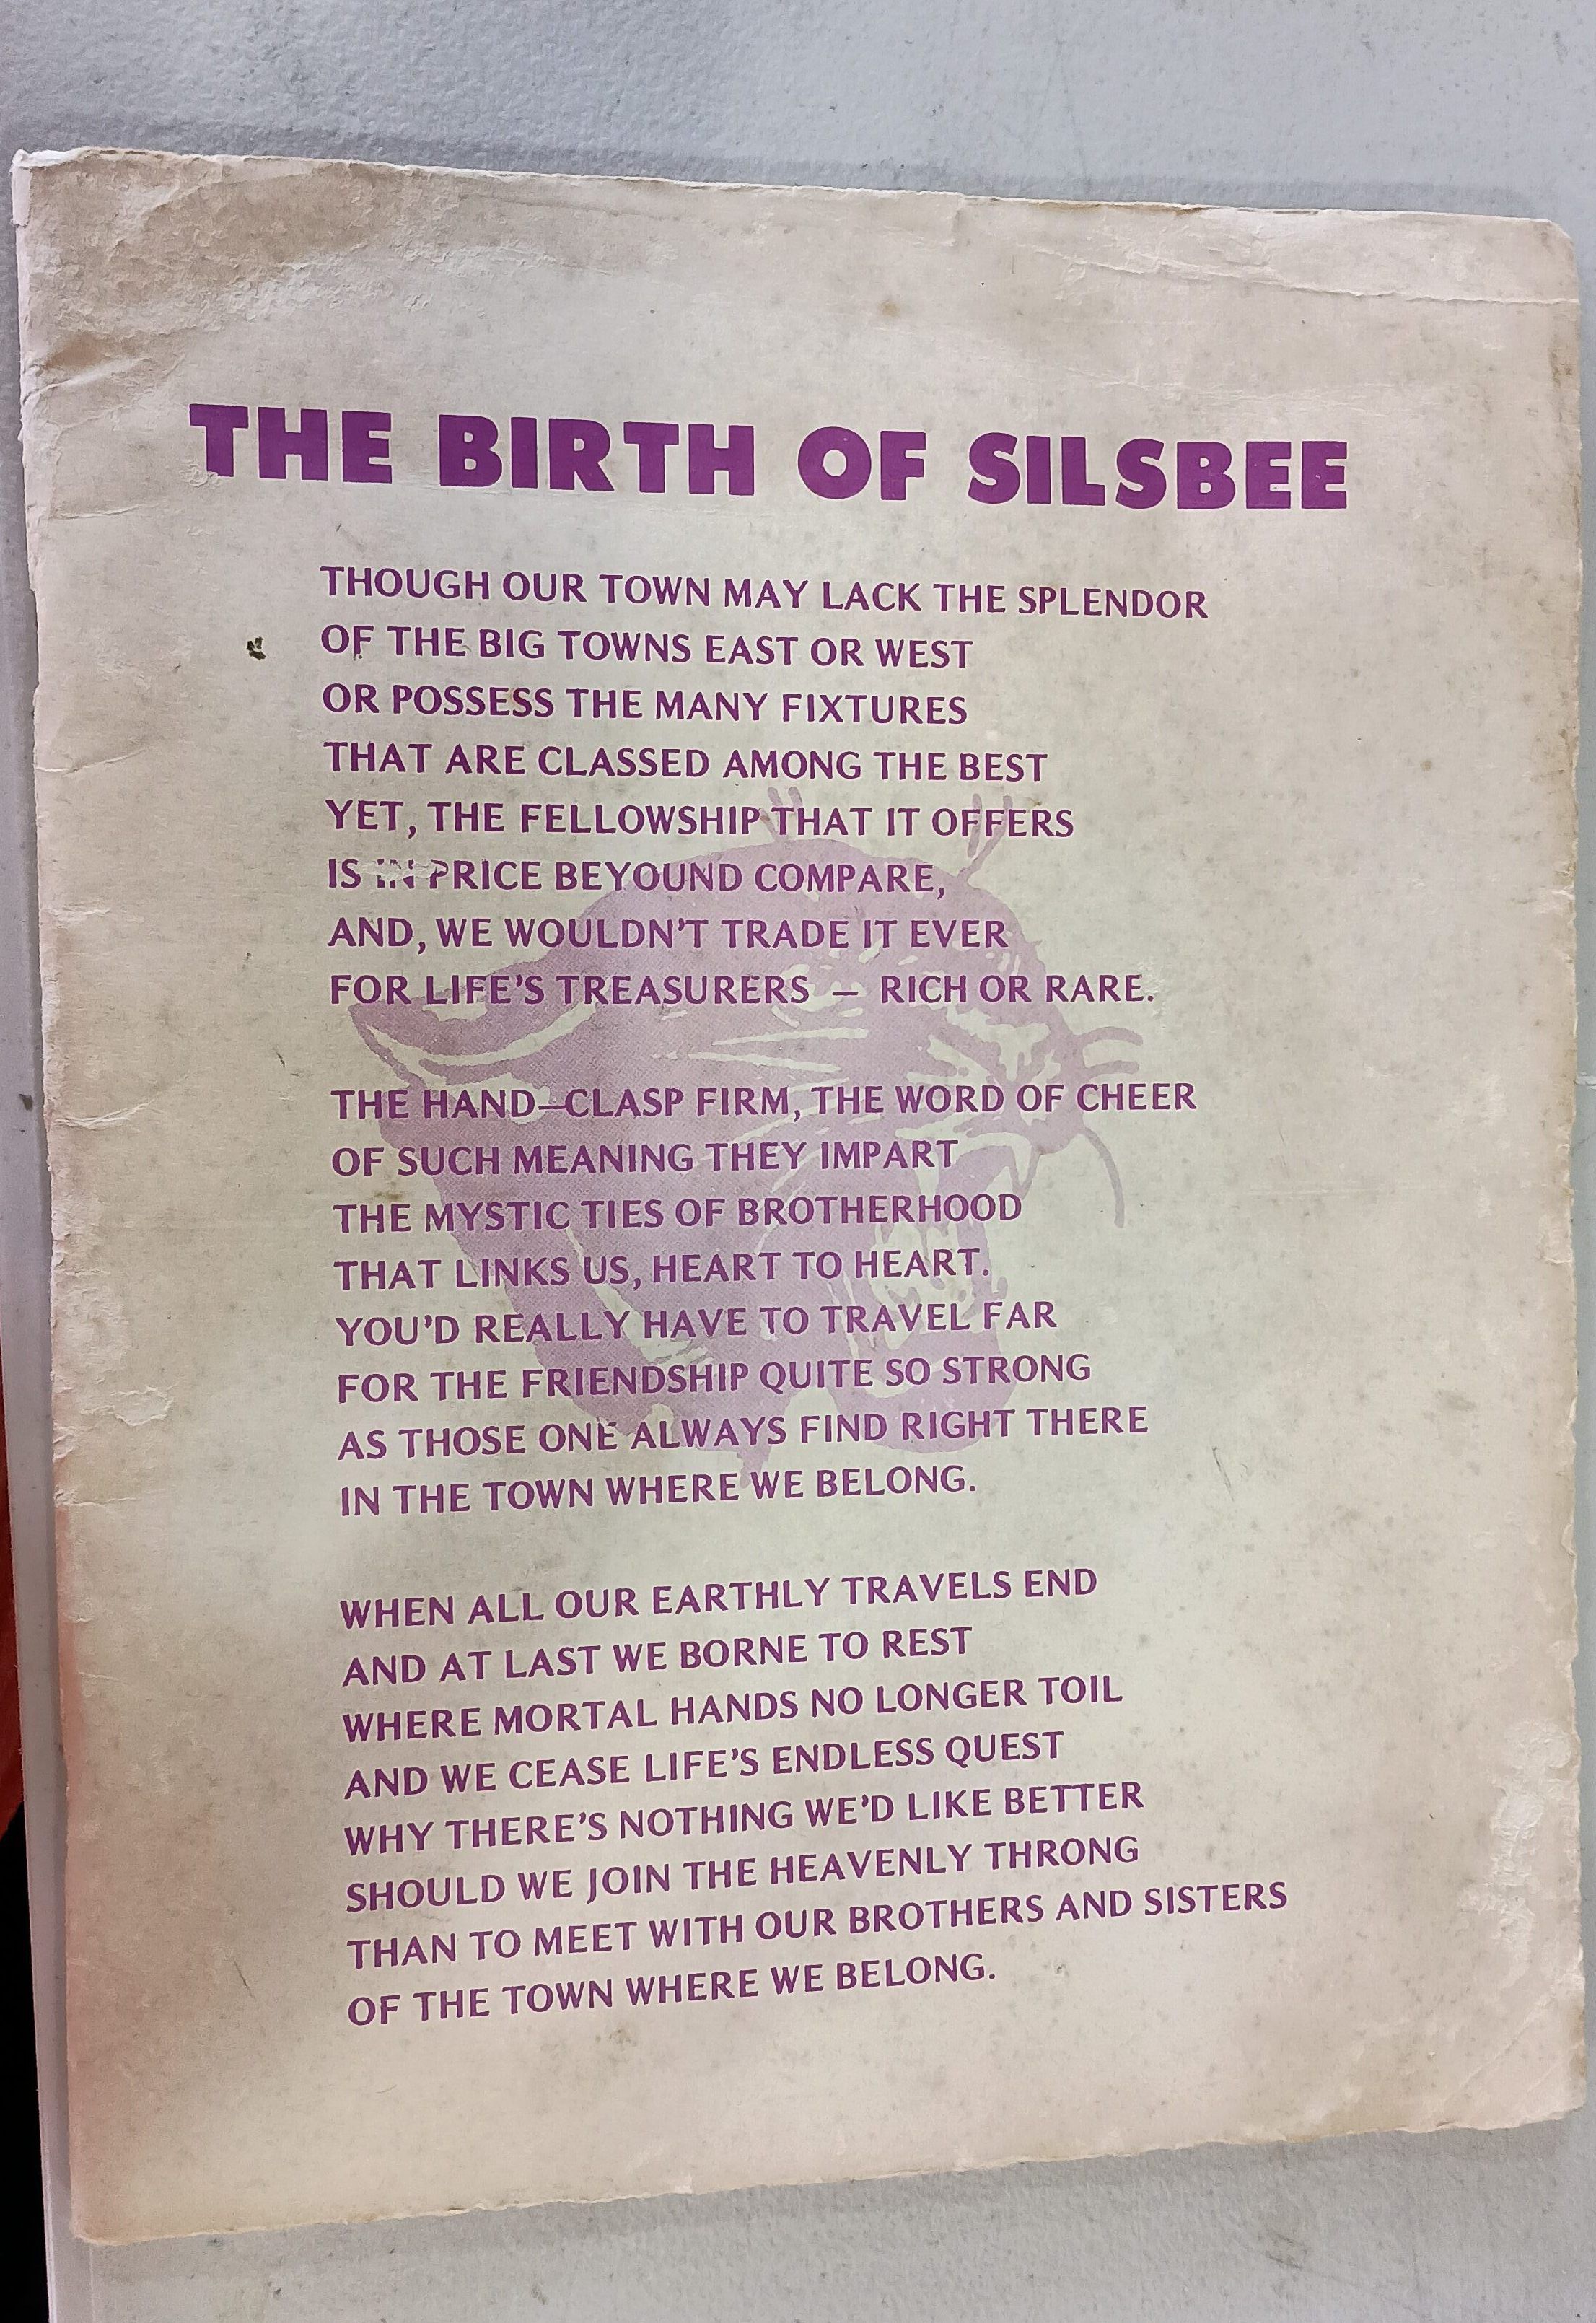 THE BIRTH OF SILSBEE
THOUGH OUR TOWN MAY LACK THE SPLENDOR
OF THE BIG TOWNS EAST OR WEST
OR POSSESS THE MANY FIXTURES
THAT ARE CLASSED AMONG THE BEST
YET, THE FELLOWSHIP THAT IT OFFERS
IS IN PRICE BEYOUND COMPARE,
AND, WE WOULDN'T TRADE IT EVER
FOR LIFE'S TREASURERS — RICH OR RARE.
THE HAND—CLASP FIRM, THE WORD OF CHEER
OF SUCH MEANING THEY IMPART
THE MYSTIC TIES OF BROTHERHOOD
THAT LINKS US, HEART TO HEART.
YOU'D REALLY HAVE TO TRAVEL FAR
FOR THE FRIENDSHIP QUITE SO STRONG
AS THOSE ONE ALWAYS FIND RIGHT THERE
IN THE TOWN WHERE WE BELONG.
WHEN ALL OUR EARTHLY TRAVELS END
AND AT LAST WE BORNE TO REST
WHERE MORTAL HANDS NO LONGER TOIL
AND WE CEASE LIFE'S ENDLESS QUEST
WHY THERE'S NOTHING WE'D LIKE BETTER
SHOULD WE JOIN THE HEAVENLY THRONG
THAN TO MEET WITH OUR BROTHERS AND SISTERS
OF THE TOWN WHERE WE BELONG.